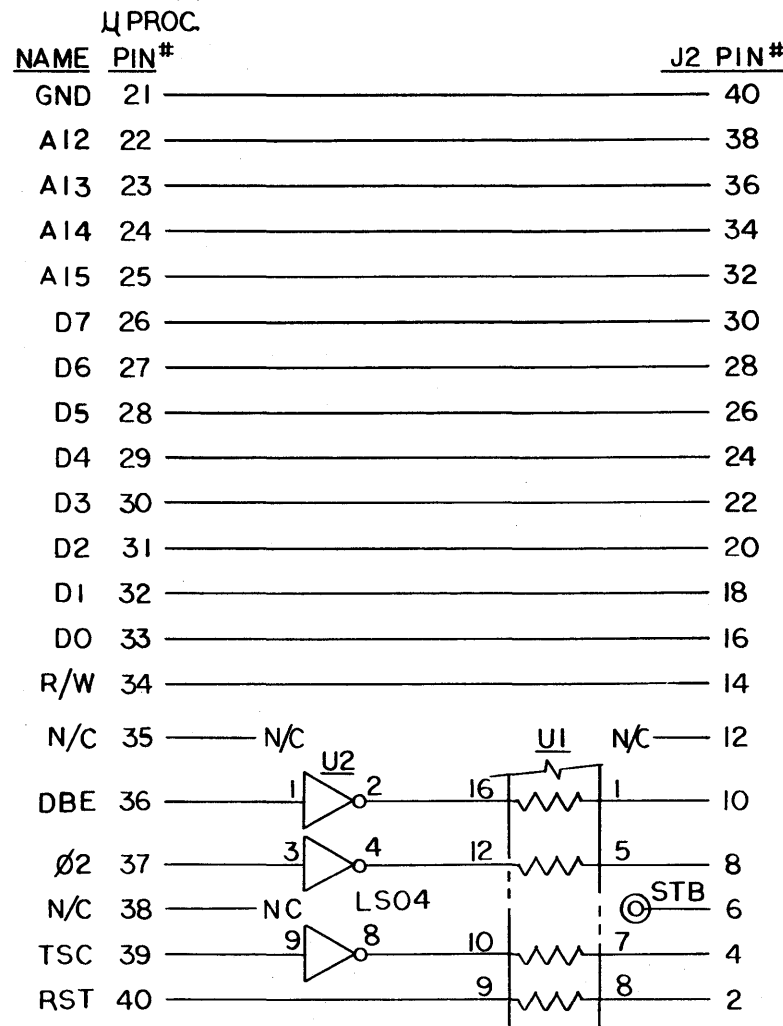 µ PROC.
NAME PIN# J2 PIN#
GND 21 40
A12 22 38
A13 23 36
A14 24 34
A15 25 32
D7 26 30
D6 27 28
D5 28 26
D4 29 24
D3 30 22
D2 31 20
D1 32 18
D0 33 16
R/W 34 14
N/C 35 N/C U1 N/C 12
U2
DBE 36 1 2 16 1 10
Ø2 37 3 4 12 5 8
N/C 38 NC LS04 STB 6
TSC 39 9 8 10 7 4
RST 40 9 8 2